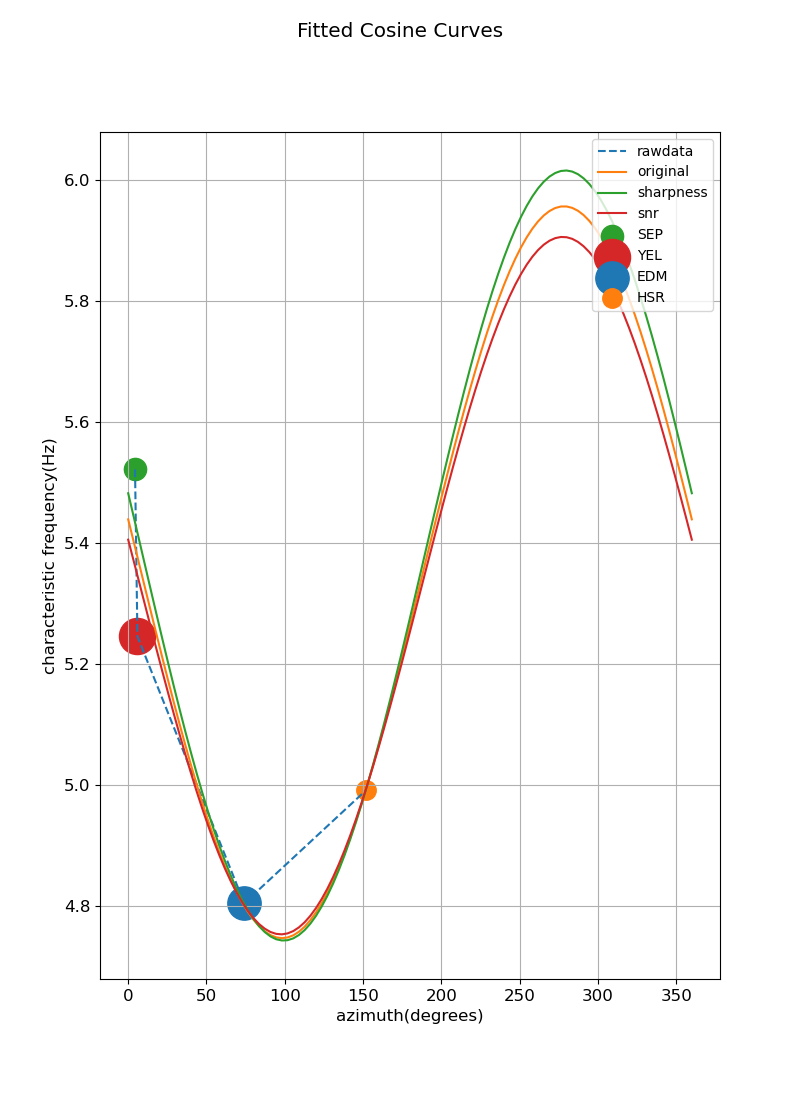 Fitted Cosine Curves
rawdata
original
sharpness
snr
SEP
YEL
EDM
HSR
characteristic frequency(Hz)
6.0
5.8
5.6
5.4
5.2
5.0
4.8
0 50 100 150 200 250 300 350
azimuth(degrees)